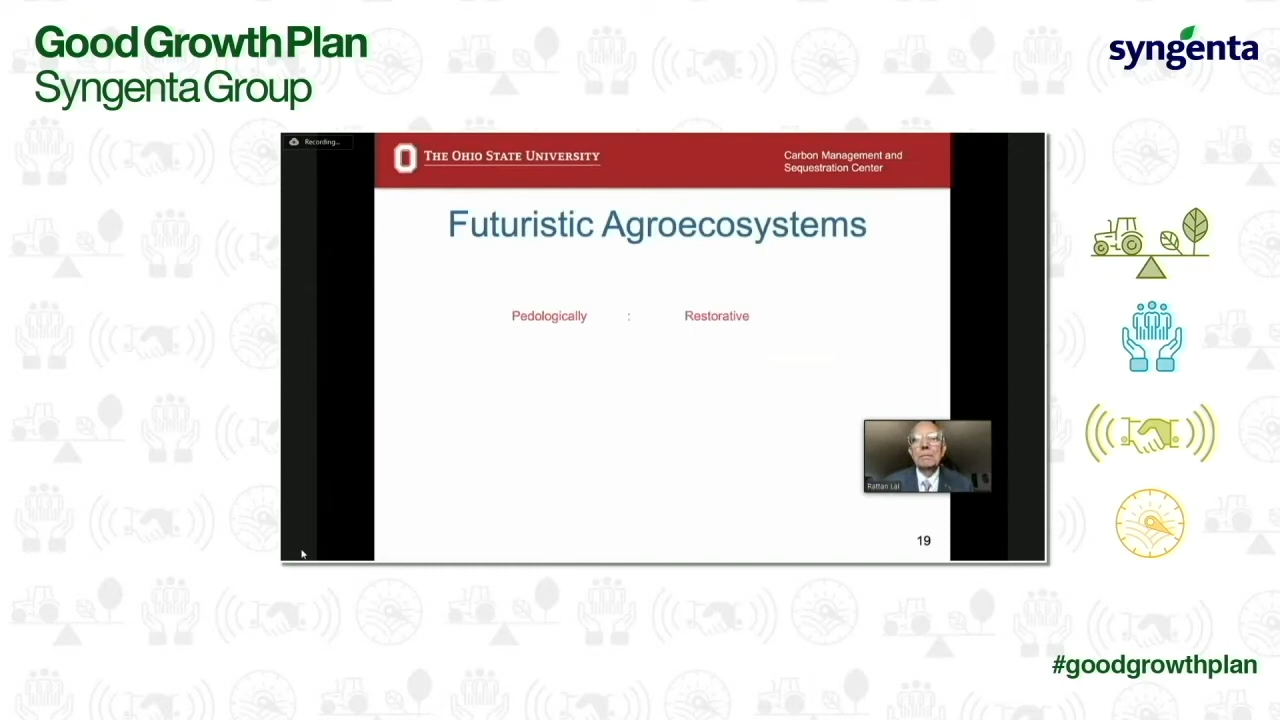 Good Growth Plan
Syngenta Group
syngenta
Recording...
THE OHIO STATE UNIVERSITY
Carbon Management and
Sequestration Center
Futuristic Agroecosystems
Pedologically : Restorative
Rattan Lal
19
#goodgrowthplan